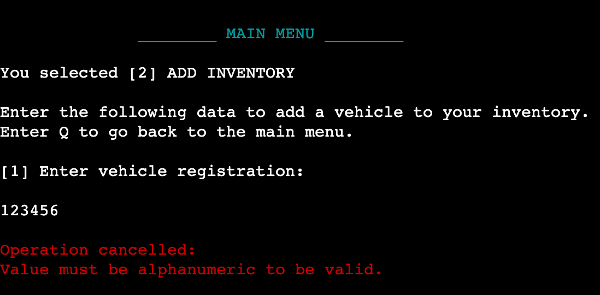 ________ MAIN MENU ________
You selected [2] ADD INVENTORY
Enter the following data to add a vehicle to your inventory.
Enter Q to go back to the main menu.
[1] Enter vehicle registration:
123456
Operation cancelled:
Value must be alphanumeric to be valid.